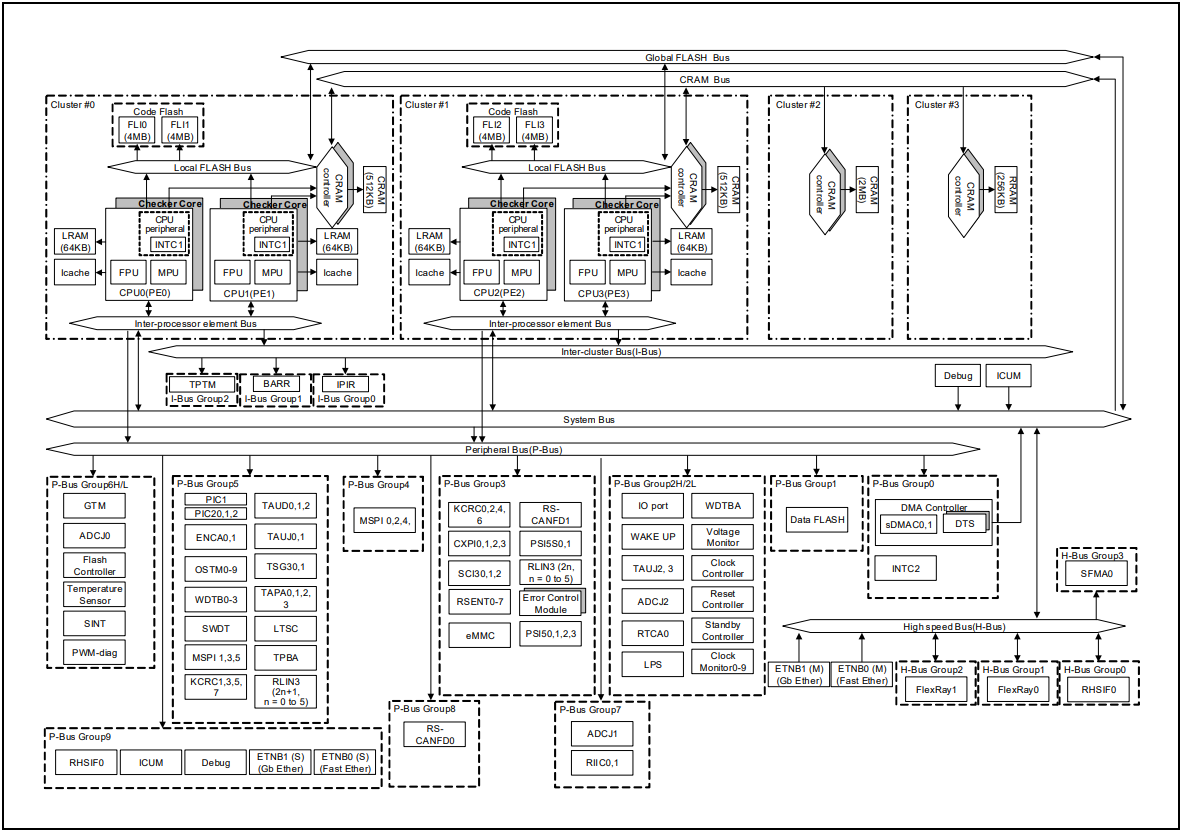 Global FLASH Bus
CRAM Bus
Cluster #0
Code Flash
FLI0
(4MB)
FLI1
(4MB)
Local FLASH Bus
CRAM
controller
CRAM
(512KB)
Checker Core
Checker Core
CPU
peripheral
INTC1
CPU
peripheral
INTC1
LRAM
(64KB)
LRAM
(64KB)
Icache
FPU
MPU
FPU
MPU
Icache
CPU0(PE0)
CPU1(PE1)
Inter-processor element Bus
Cluster #1
Code Flash
FLI2
(4MB)
FLI3
(4MB)
Local FLASH Bus
CRAM
controller
CRAM
(512KB)
Checker Core
Checker Core
CPU
peripheral
INTC1
CPU
peripheral
INTC1
LRAM
(64KB)
LRAM
(64KB)
Icache
FPU
MPU
FPU
MPU
Icache
CPU2(PE2)
CPU3(PE3)
Inter-processor element Bus
Cluster #2
CRAM
controller
CRAM
(2MB)
Cluster #3
CRAM
controller
RRAM
(256KB)
Inter-cluster Bus(I-Bus)
TPTM
I-Bus Group2
BARR
I-Bus Group1
IPIR
I-Bus Group0
Debug
ICUM
System Bus
Peripheral Bus(P-Bus)
P-Bus Group6H/L
GTM
ADCJ0
Flash
Controller
Temperature
Sensor
SINT
PWM-diag
P-Bus Group5
PIC1
PIC20,1,2
ENCA0,1
OSTM0-9
WDTB0-3
SWDT
MSPI 1,3,5
KCRC1,3,5,
7
TAUD0,1,2
TAUJ0,1
TSG30,1
TAPA0,1,2,
3
LTSC
TPBA
RLIN3
(2n+1,
n = 0 to 5)
P-Bus Group4
MSPI 0,2,4,
P-Bus Group3
KCRC0,2,4,
6
CXPI0,1,2,3
SCI30,1,2
RSENT0-7
eMMC
RS-
CANFD1
PSI5S0,1
RLIN3 (2n,
n = 0 to 5)
Error Control
Module
PSI50,1,2,3
P-Bus Group2H/2L
IO port
WAKE UP
TAUJ2, 3
ADCJ2
RTCA0
LPS
WDTBA
Voltage
Monitor
Clock
Controller
Reset
Controller
Standby
Controller
Clock
Monitor0-9
P-Bus Group1
Data FLASH
P-Bus Group0
DMA Controller
sDMAC0,1
DTS
INTC2
H-Bus Group3
SFMA0
High speed Bus(H-Bus)
ETNB1 (M)
(Gb Ether)
ETNB0 (M)
(Fast Ether)
H-Bus Group2
FlexRay1
H-Bus Group1
FlexRay0
H-Bus Group0
RHSIF0
P-Bus Group9
RHSIF0
ICUM
Debug
ETNB1 (S)
(Gb Ether)
ETNB0 (S)
(Fast Ether)
P-Bus Group8
RS-
CANFD0
P-Bus Group7
ADCJ1
RIIC0,1